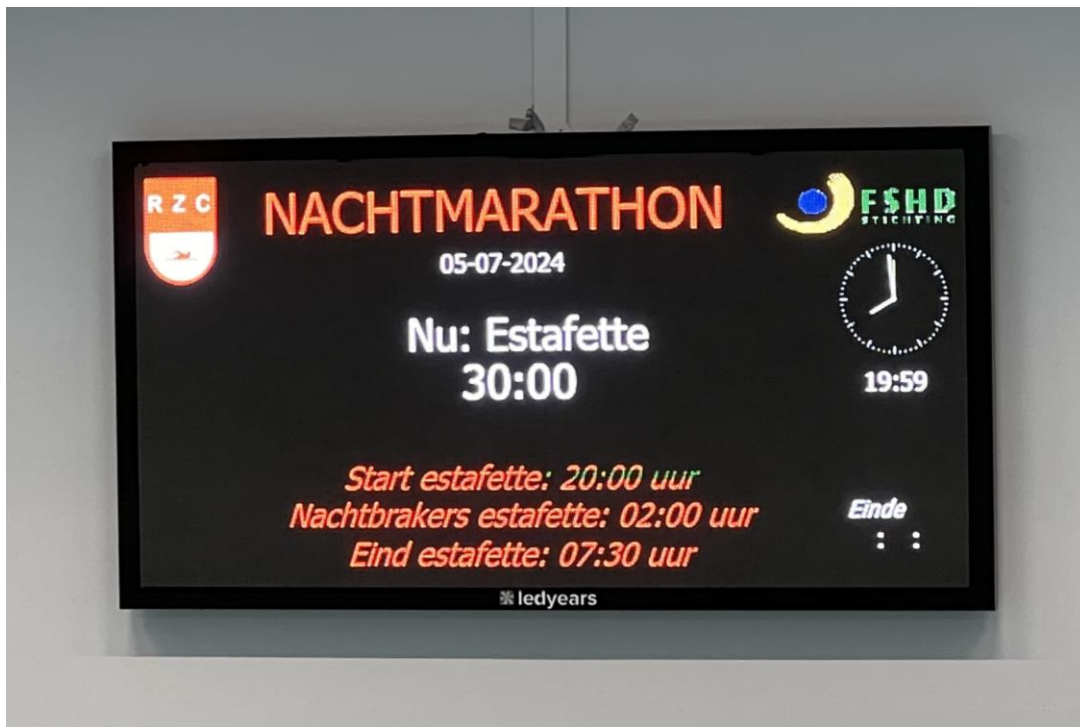 RZC
NACHTMARATHON
FSHD
STICHTING
05-07-2024
Nu: Estafette
30:00
19:59
Start estafette: 20:00 uur
Nachtbrakers estafette: 02:00 uur
Eind estafette: 07:30 uur
Einde
: :
ledyears